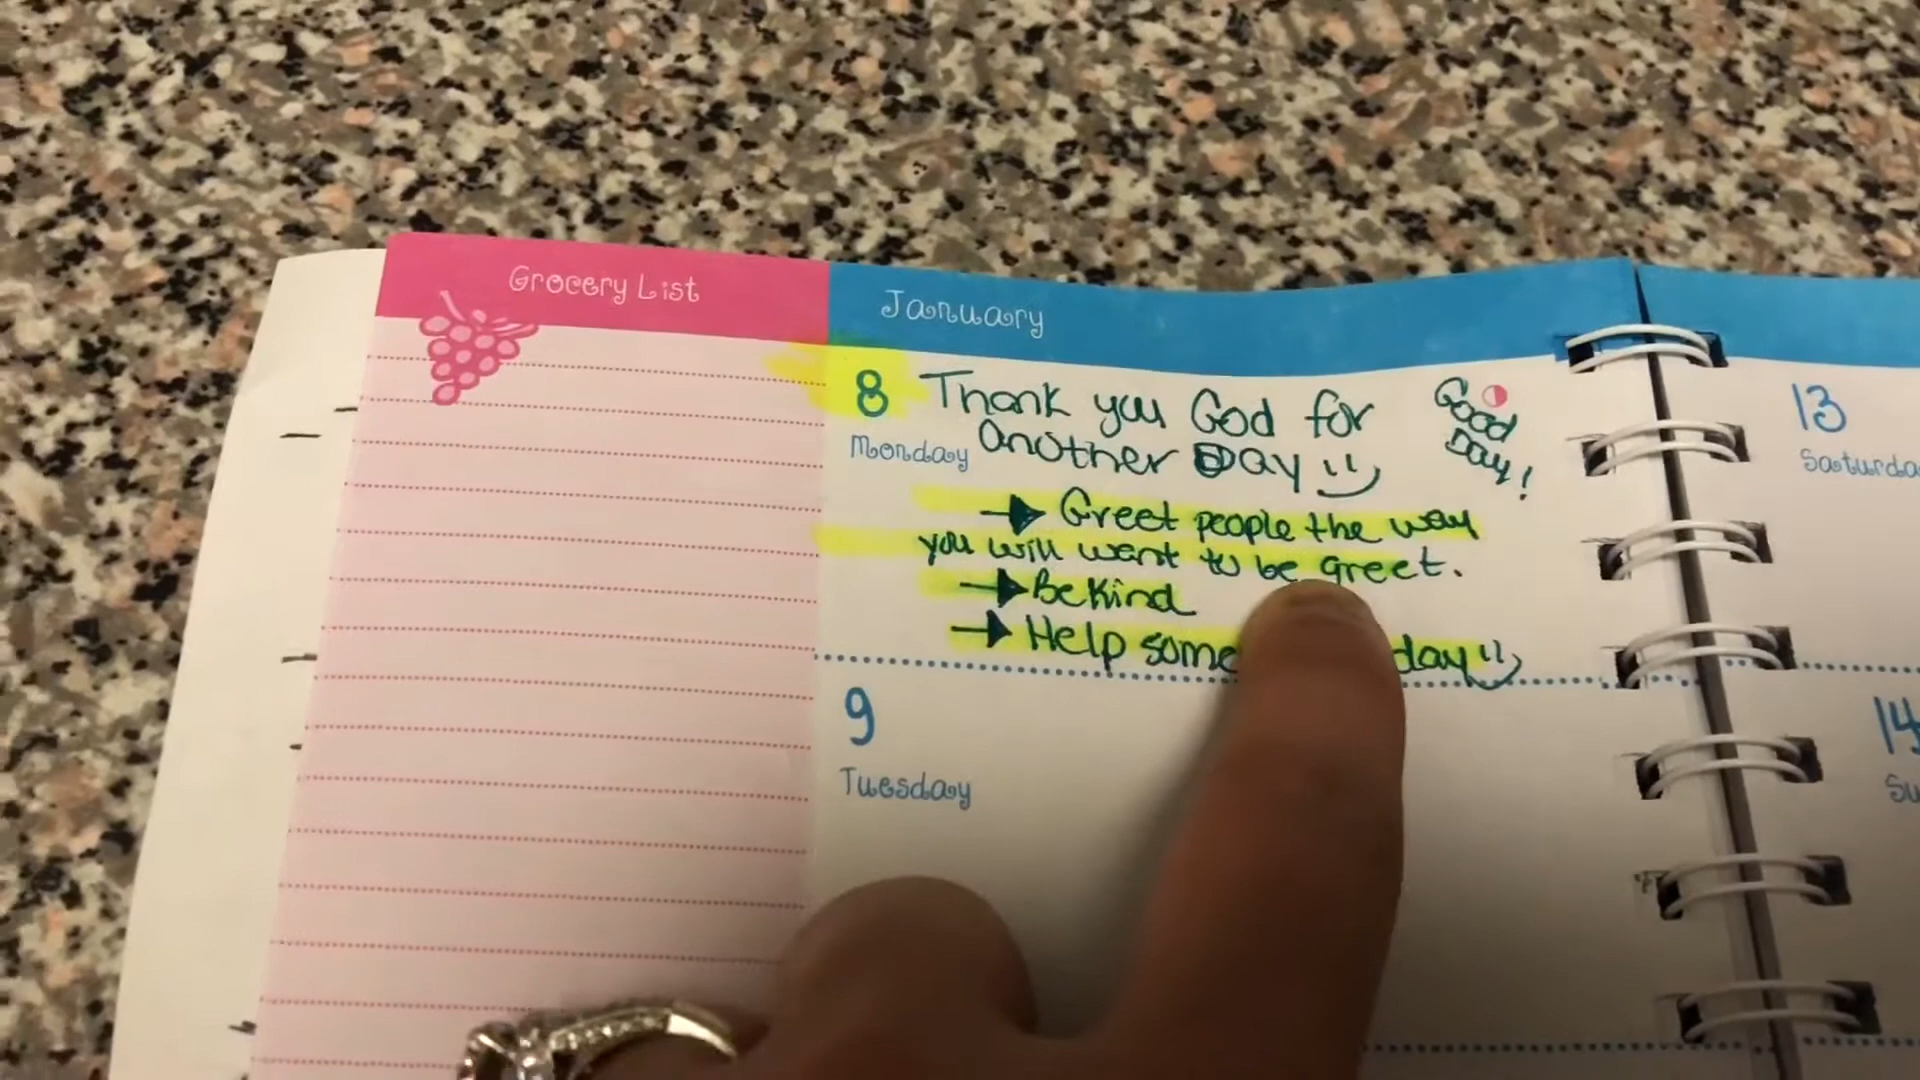 Grocery List
January
8 Thank you God for
Monday another Day
Good
Day!
Greet people the way
you will want to be greet.
Be Kind
Help some day
9
Tuesday
13
14